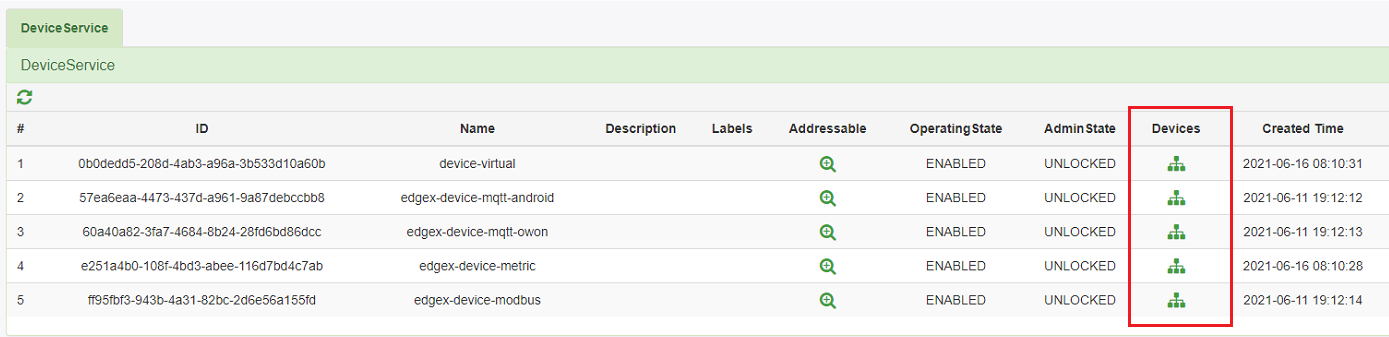 DeviceService
DeviceService
# ID Name Description Labels Addressable OperatingState AdminState Devices Created Time
1 0b0dedd5-208d-4ab3-a96a-3b533d10a60b device-virtual ENABLED UNLOCKED 2021-06-16 08:10:31
2 57ea6eaa-4473-437d-a961-9a87debccbb8 edgex-device-mqtt-android ENABLED UNLOCKED 2021-06-11 19:12:12
3 60a40a82-3fa7-4684-8b24-28fd6bd86dcc edgex-device-mqtt-owon ENABLED UNLOCKED 2021-06-11 19:12:13
4 e251a4b0-108f-4bd3-abee-116d7bd4c7ab edgex-device-metric ENABLED UNLOCKED 2021-06-16 08:10:28
5 ff95fbf3-943b-4a31-82bc-2d6e56a155fd edgex-device-modbus ENABLED UNLOCKED 2021-06-11 19:12:14